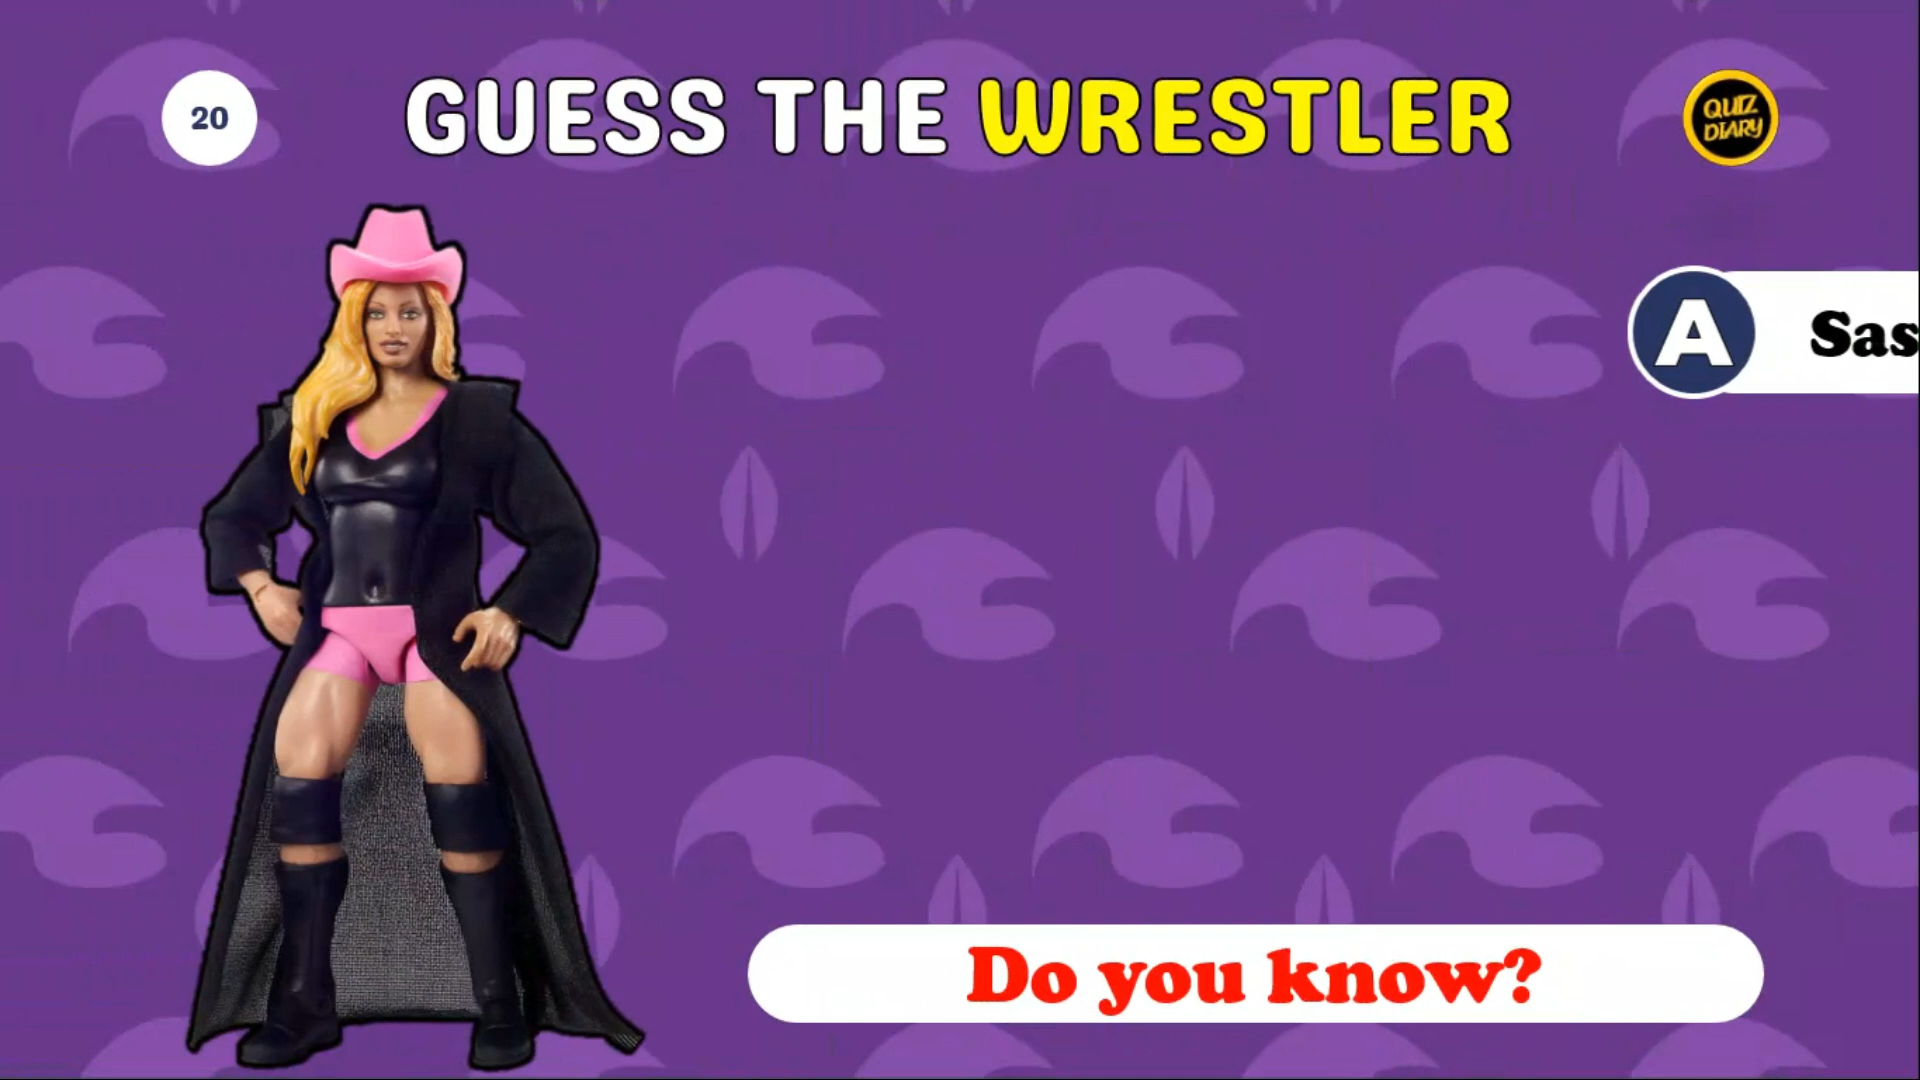 20
GUESS THE WRESTLER
QUIZ
DIARY
A Sas
Do you know?